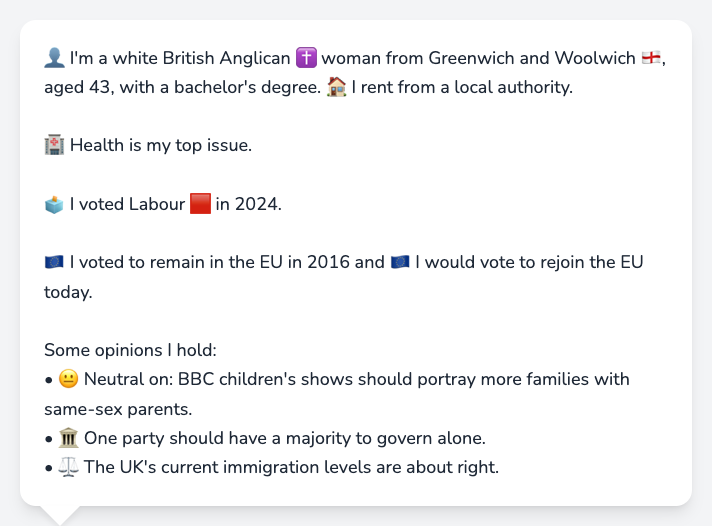 👤 I'm a white British Anglican ✝️ woman from Greenwich and Woolwich 🏴󠁧󠁢󠁥󠁮󠁧󠁿,
aged 43, with a bachelor's degree. 🏠 I rent from a local authority.
🏥 Health is my top issue.
🗳️ I voted Labour 🟥 in 2024.
🇪🇺 I voted to remain in the EU in 2016 and 🇪🇺 I would vote to rejoin the EU
today.
Some opinions I hold:
• 😐 Neutral on: BBC children's shows should portray more families with
same-sex parents.
• 🏛️ One party should have a majority to govern alone.
• ⚖️ The UK's current immigration levels are about right.